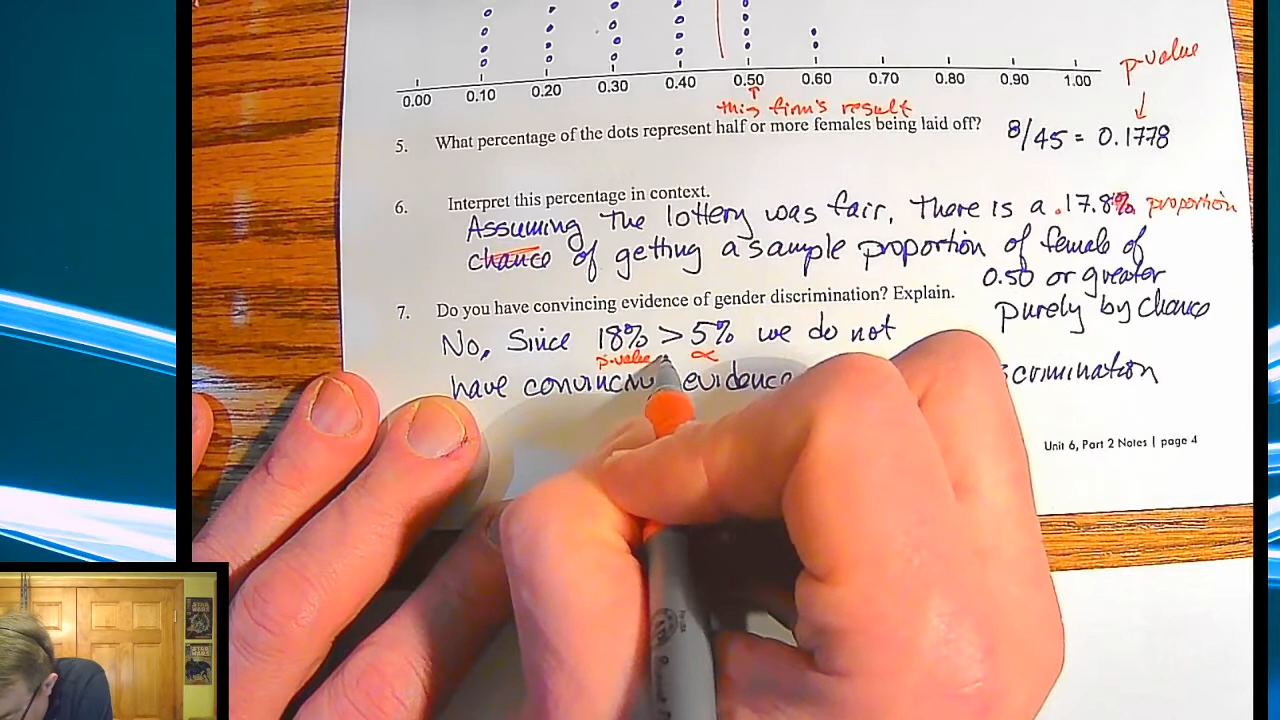 0.00 0.10 0.20 0.30 0.40 0.50 0.60 0.70 0.80 0.90 1.00
p-value
this firm's result
5. What percentage of the dots represent half or more females being laid off? 8/45 = 0.1778
6. Interpret this percentage in context.
Assuming the lottery was fair, there is a .178 proportion
chance of getting a sample proportion of female of
0.50 or greater
purely by chance
7. Do you have convincing evidence of gender discrimination? Explain.
No, Since 18% > 5% we do not
p-value α
have convincing evidence
Unit 6, Part 2 Notes | page 4
STAR WARS
STAR WARS